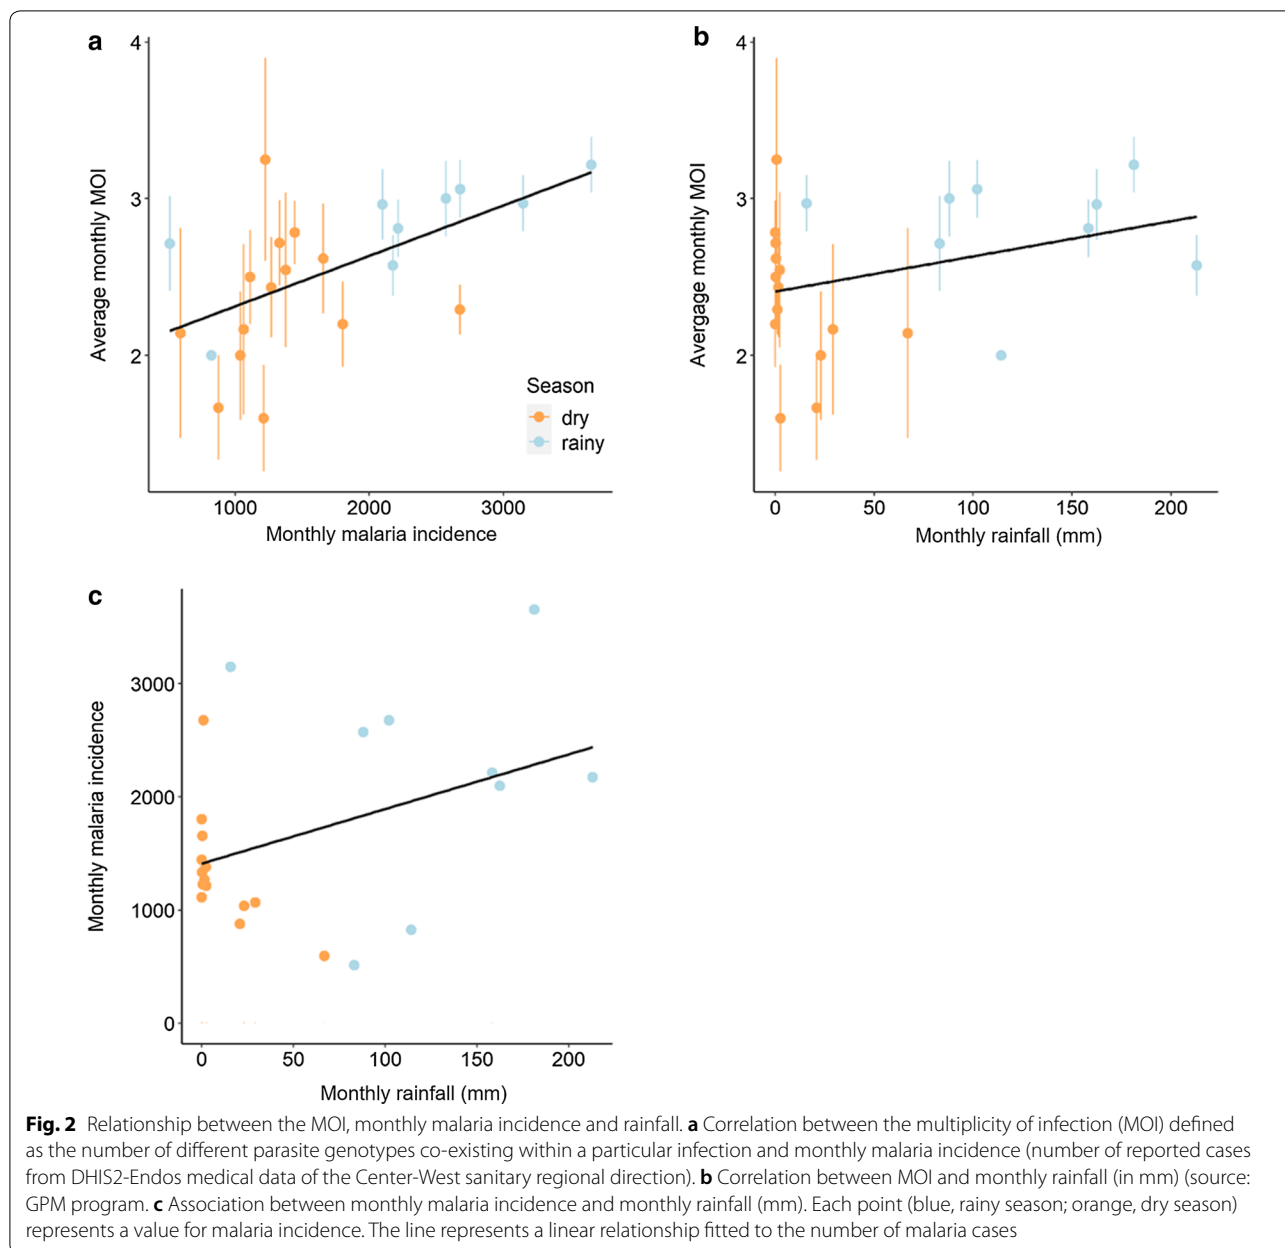 a
4
3
2
Average monthly MOI
1000 2000 3000
Monthly malaria incidence
Season
dry
rainy
b
4
3
2
Avergage monthly MOI
0 50 100 150 200
Monthly rainfall (mm)
c
3000
2000
1000
0
Monthly malaria incidence
0 50 100 150 200
Monthly rainfall (mm)
Fig. 2 Relationship between the MOI, monthly malaria incidence and rainfall. a Correlation between the multiplicity of infection (MOI) defined
as the number of different parasite genotypes co-existing within a particular infection and monthly malaria incidence (number of reported cases
from DHIS2-Endos medical data of the Center-West sanitary regional direction). b Correlation between MOI and monthly rainfall (in mm) (source:
GPM program. c Association between monthly malaria incidence and monthly rainfall (mm). Each point (blue, rainy season; orange, dry season)
represents a value for malaria incidence. The line represents a linear relationship fitted to the number of malaria cases